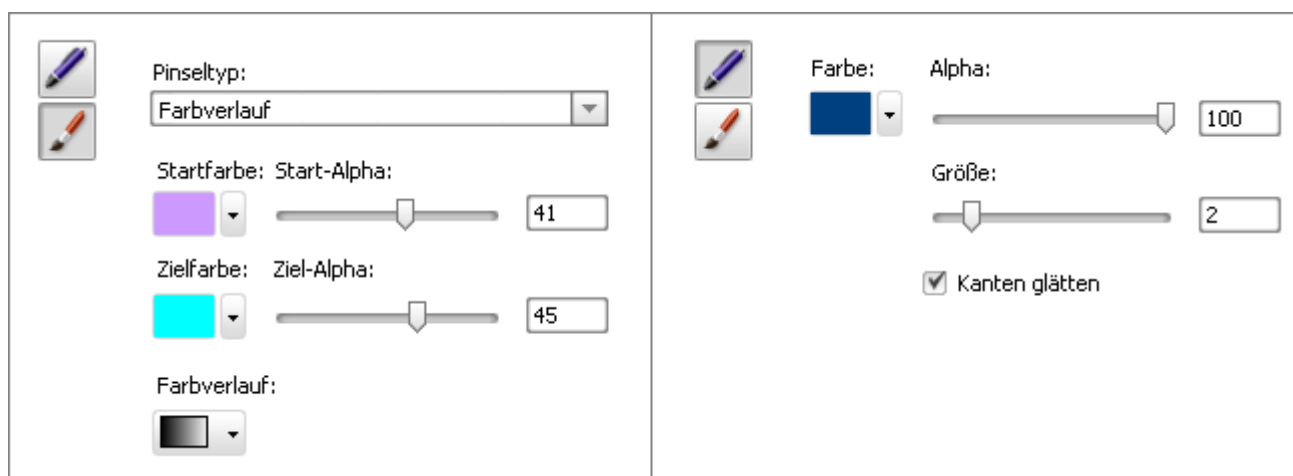 Pinseltyp:
Farbverlauf
Startfarbe: Start-Alpha:
41
Zielfarbe: Ziel-Alpha:
45
Farbverlauf:
Farbe: Alpha:
100
Größe:
2
Kanten glätten